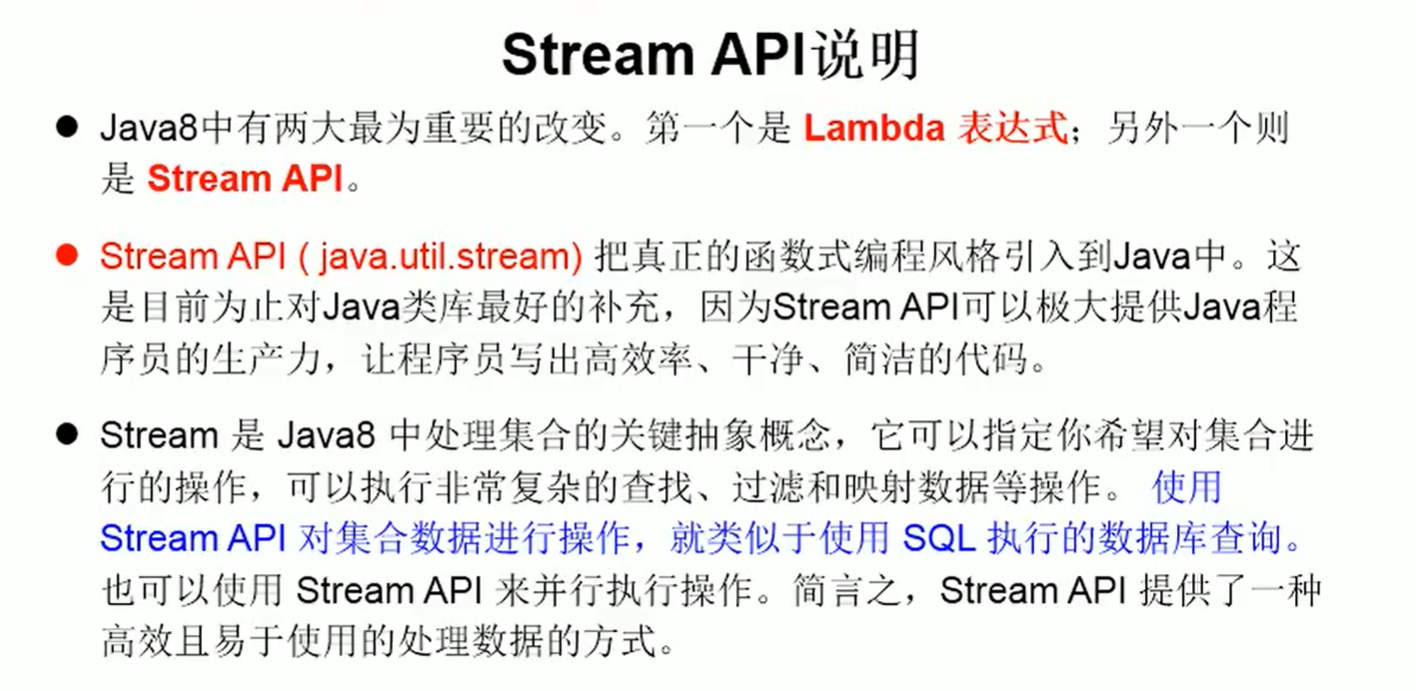 Stream API说明
● Java8中有两大最为重要的改变。第一个是 Lambda 表达式；另外一个则
是 Stream API。
● Stream API ( java.util.stream) 把真正的函数式编程风格引入到Java中。这
是目前为止对Java类库最好的补充，因为Stream API可以极大提供Java程
序员的生产力，让程序员写出高效率、干净、简洁的代码。
● Stream 是 Java8 中处理集合的关键抽象概念，它可以指定你希望对集合进
行的操作，可以执行非常复杂的查找、过滤和映射数据等操作。 使用
Stream API 对集合数据进行操作，就类似于使用 SQL 执行的数据库查询。
也可以使用 Stream API 来并行执行操作。简言之，Stream API 提供了一种
高效且易于使用的处理数据的方式。